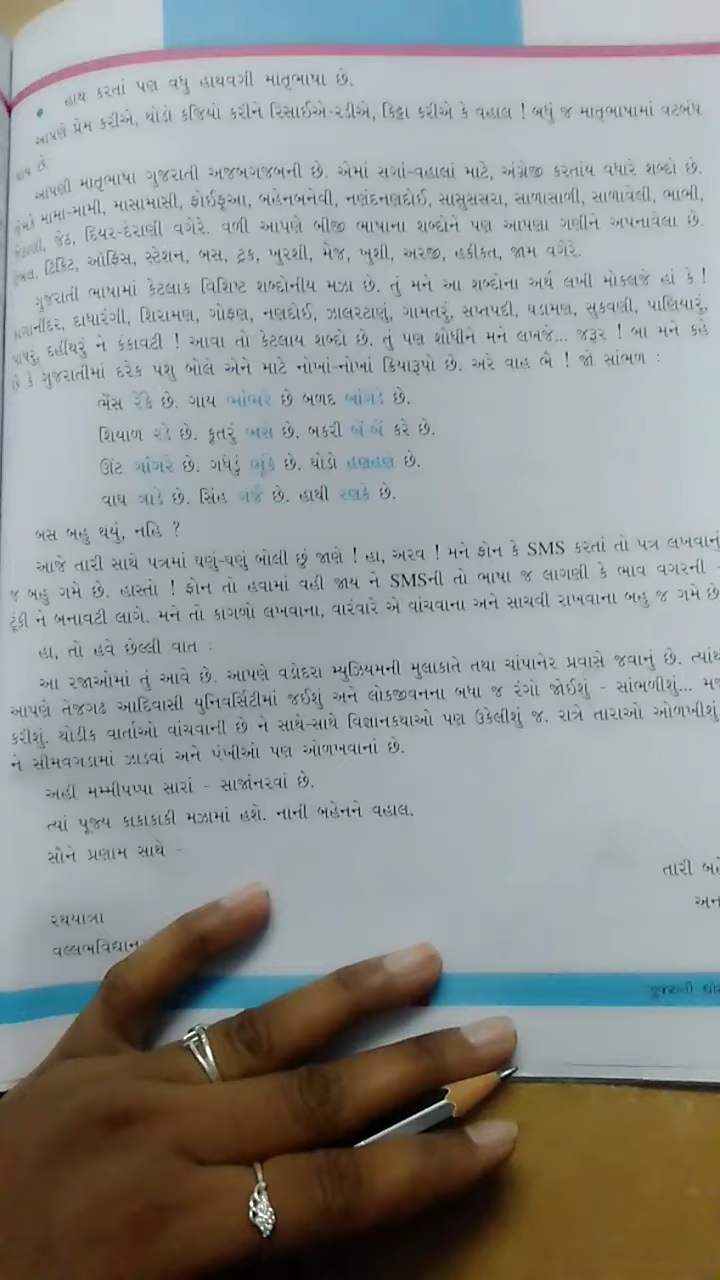 હાથ કરતાં પણ વધુ હાથવગી માતૃભાષા છે.
આપણે પ્રેમ કરીએ, થોડો કજિયો કરીને રિસાઈએ-રડીએ, કિટ્ટા કરીએ કે વહાલ ! બધું જ માતૃભાષામાં વટબંધ
થાય છે.
આપણી માતૃભાષા ગુજરાતી અજબગજબની છે. એમાં સગાં-વહાલાં માટે, અંગ્રેજી કરતાંય વધારે શબ્દો છે.
જેમકે મામા-મામી, માસામાસી, ફોઈફૂઆ, બહેનબનેવી, નણંદનણદોઈ, સાસુસસરા, સાળાસાળી, સાળાવેલી, ભાભી,
જેઠાણી, જેઠ, દિયર-દેરાણી વગેરે. વળી આપણે બીજી ભાષાના શબ્દોને પણ આપણા ગણીને અપનાવેલા છે.
ટિકિટ, ઓફિસ, સ્ટેશન, બસ, ટ્રક, ખુરશી, મેજ, ખુશી, અરજી, હકીકત, જામ વગેરે.
ગુજરાતી ભાષામાં કેટલાક વિશિષ્ટ શબ્દોનીય મઝા છે. તું મને આ શબ્દોના અર્થ લખી મોકલજે હાં કે !
દાધારંગી, શિરામણ, ગોફણ, નણદોઈ, ઝાલરટાણું, ગામતરું, સપ્તપદી, ઘડામણ, સુકવણી, પાણિયારું,
દહીંથરું ને કંકાવટી ! આવા તો કેટલાય શબ્દો છે. તું પણ શોધીને મને લખજે... જરૂર ! બા મને કહે
છે કે ગુજરાતીમાં દરેક પશુ બોલે એને માટે નોખાં-નોખાં ક્રિયારૂપો છે. અરે વાહ ભૈ ! જો સાંભળ :
ભેંસ રેંકે છે. ગાય ભાંભરે છે બળદ બાંગડે છે.
શિયાળ રડે છે. કૂતરું ભસે છે. બકરી બેં બેં કરે છે.
ઊંટ ગાંગરે છે. ગધેડું ભૂંકે છે. ઘોડો હણહણે છે.
વાઘ ત્રાડે છે. સિંહ ગર્જે છે. હાથી રણકે છે.
બસ બહુ થયું, નહિ ?
આજે તારી સાથે પત્રમાં ઘણું-ઘણું બોલી છું જાણે ! હા, અરવ ! મને ફોન કે SMS કરતાં તો પત્ર લખવાનું
જ બહુ ગમે છે. હાસ્તો ! ફોન તો હવામાં વહી જાય ને SMSની તો ભાષા જ લાગણી કે ભાવ વગરની -
ટૂંકી ને બનાવટી લાગે. મને તો કાગળો લખવાના, વારંવારે એ વાંચવાના અને સાચવી રાખવાના બહુ જ ગમે છે
હા, તો હવે છેલ્લી વાત :
આ રજાઓમાં તું આવે છે. આપણે વડોદરા મ્યુઝિયમની મુલાકાતે તથા ચાંપાનેર પ્રવાસે જવાનું છે. ત્યાંથી
આપણે તેજગઢ આદિવાસી યુનિવર્સિટીમાં જઈશું અને લોકજીવનના બધા જ રંગો જોઈશું - સાંભળીશું... મ
કરીશું. થોડીક વાર્તાઓ વાંચવાની છે ને સાથે-સાથે વિજ્ઞાનકથાઓ પણ ઉકેલીશું જ. રાત્રે તારાઓ ઓળખીશું
ને સીમવગડામાં ઝાડવાં અને પંખીઓ પણ ઓળખવાનાં છે.
અહીં મમ્મીપપ્પા સારાં - સાજાંનરવાં છે.
ત્યાં પૂજ્ય કાકાકાકી મઝામાં હશે. નાની બહેનને વહાલ.
સૌને પ્રણામ સાથે -
તારી બહે
અન
રથયાત્રા
વલ્લભવિદ્યાન
ગુજરાતી